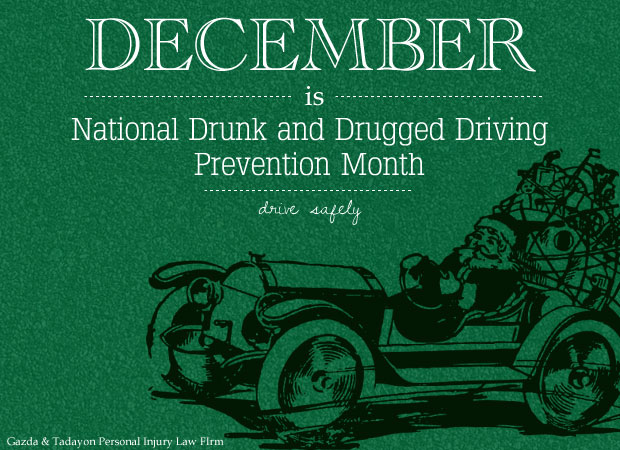 DECEMBER
is
National Drunk and Drugged Driving
Prevention Month
drive safely
Gazda & Tadayon Personal Injury Law FIrm